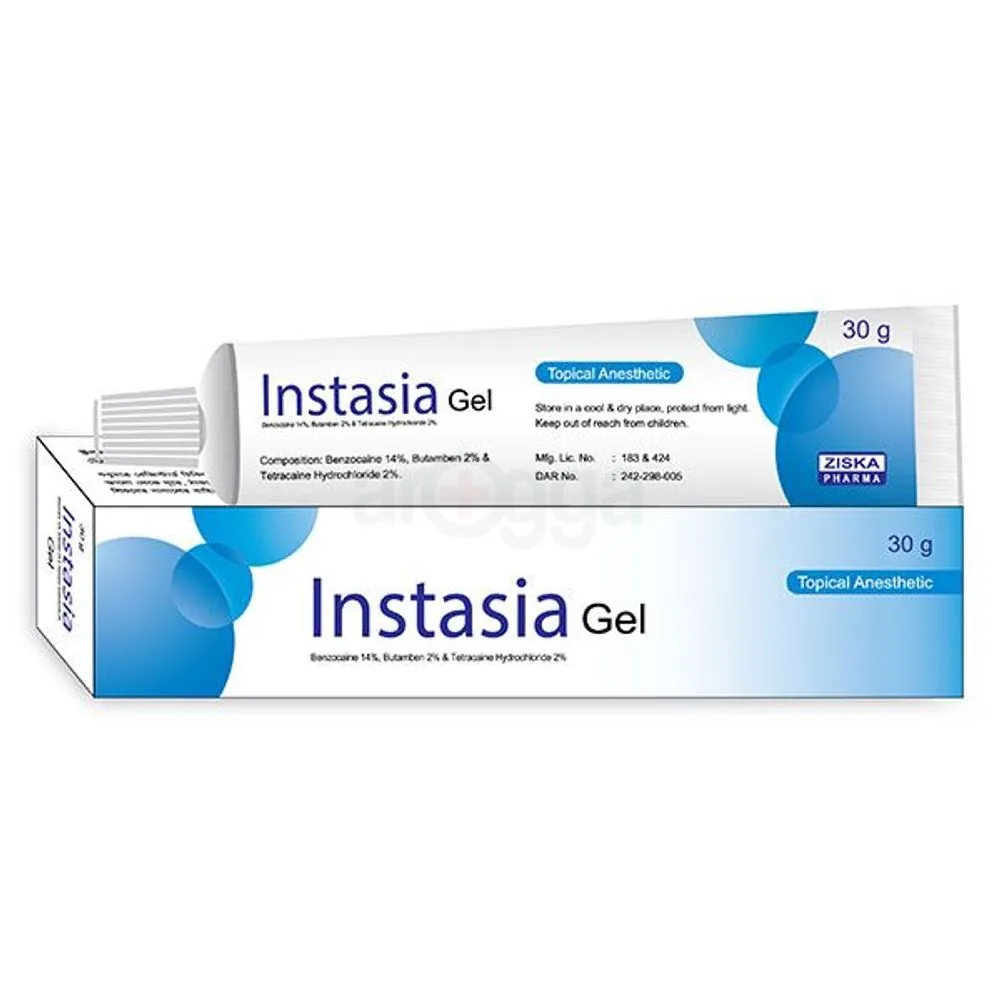 30 g
Instasia Gel
Benzocaine 14%, Butamben 2% & Tetracaine Hydrochloride 2%
Composition: Benzocaine 14%, Butamben 2% &
Tetracaine Hydrochloride 2%.
Topical Anesthetic
Store in a cool & dry place, protect from light.
Keep out of reach from children.
Mfg. Lic. No. : 183 & 424
DAR No. : 242-298-005
ZISKA
PHARMA
arogga
30 g
Topical Anesthetic
Instasia Gel
Benzocaine 14%, Butamben 2% & Tetracaine Hydrochloride 2%
30 g
Instasia
Gel